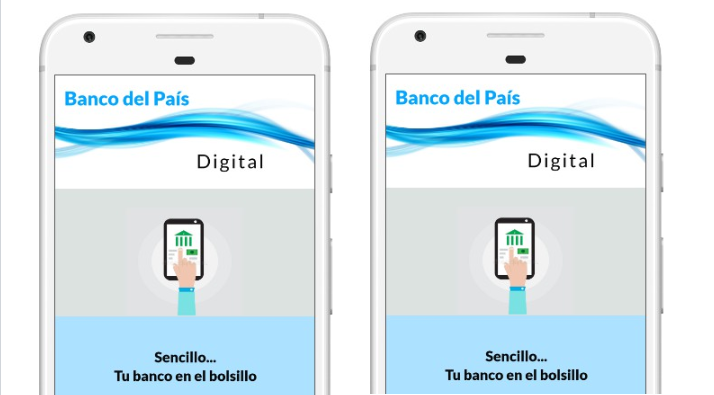 Banco del País
Digital
Sencillo...
Tu banco en el bolsillo
Banco del País
Digital
Sencillo...
Tu banco en el bolsillo